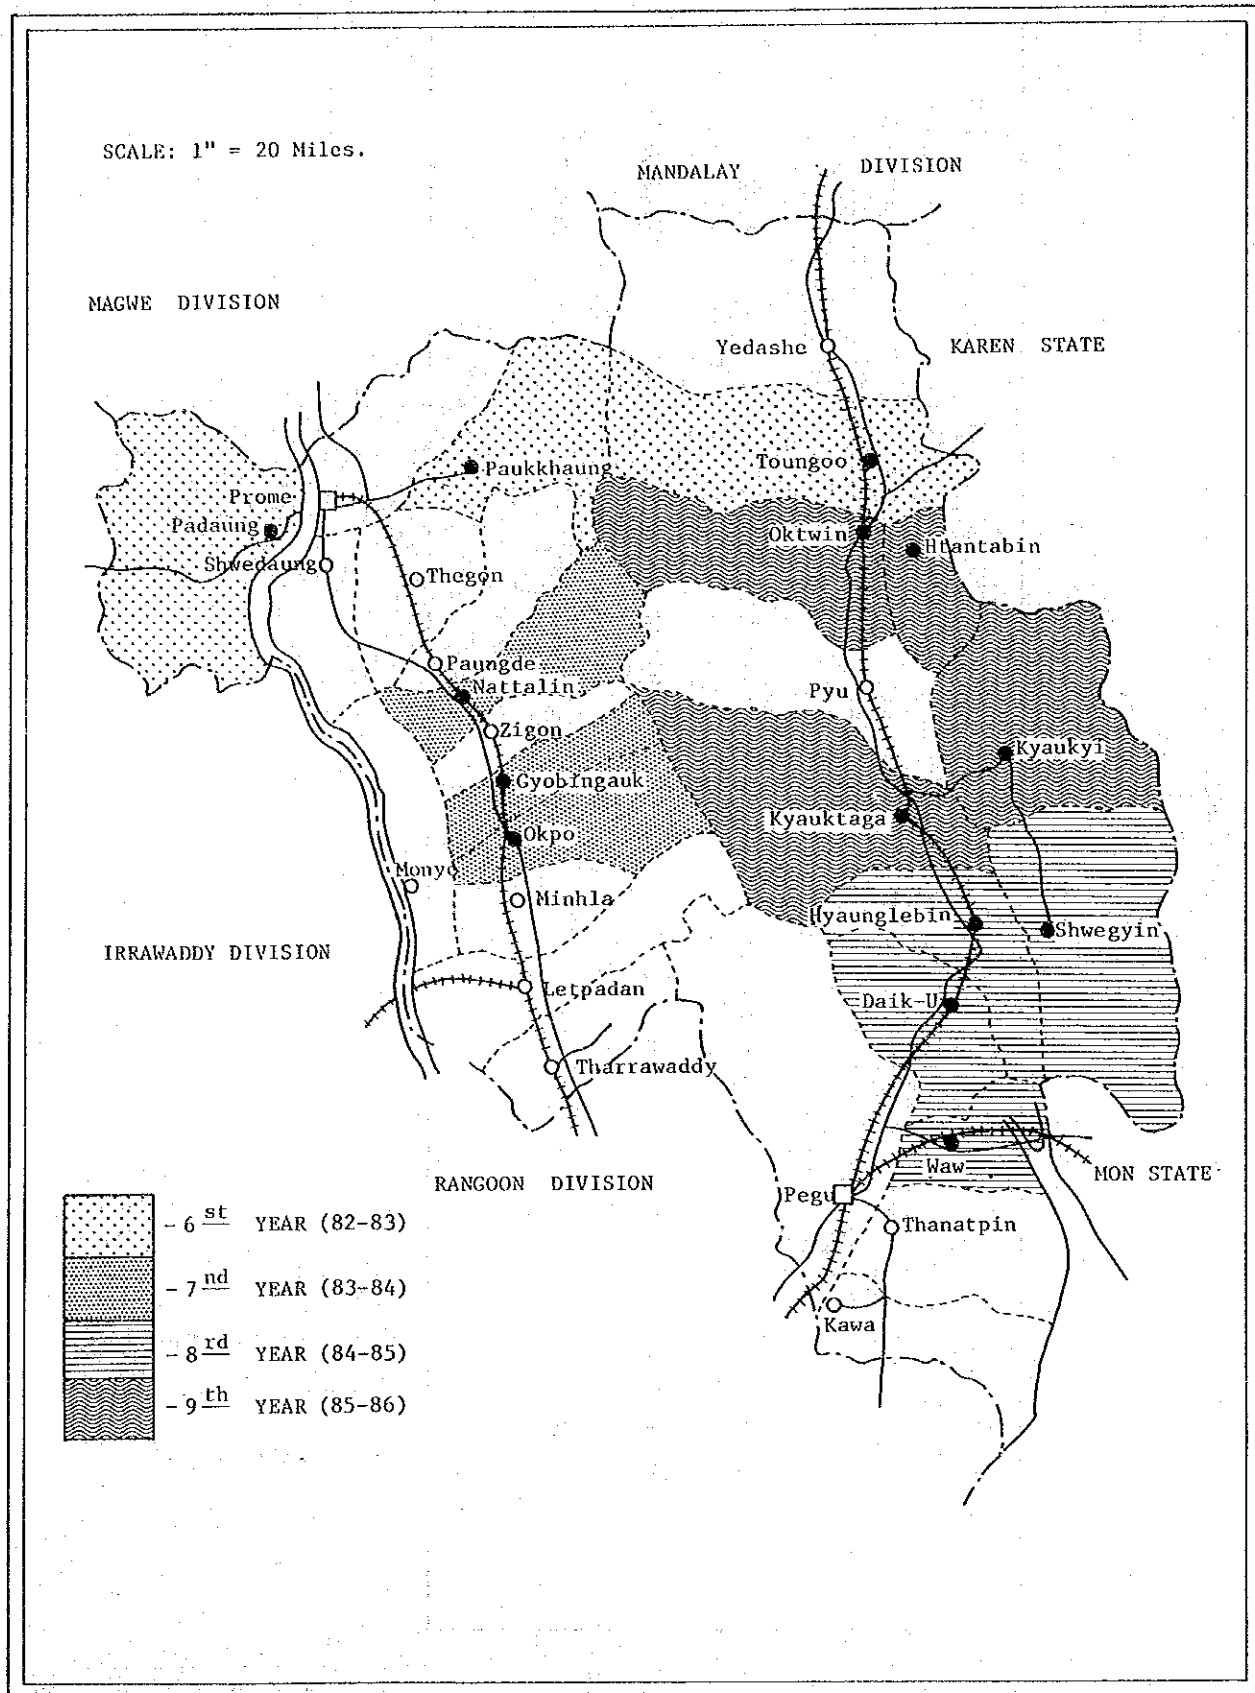 SCALE: 1" = 20 Miles.
MANDALAY DIVISION
MAGWE DIVISION
Yedashe
KAREN STATE
Toungoo
Paukkhaung
Prome
Padaung
Oktwin
Htantabin
Shwedaung
Thegon
Paungde
Nattalin
Pyu
Zigon
Kyaukyi
Gyobingauk
Kyauktaga
Okpo
Monyo
Minhla
Hyaunglebin
Shwegyin
IRRAWADDY DIVISION
Letpadan
Daik-U
Tharrawaddy
Waw
MON STATE
RANGOON DIVISION
Pegu
Thanatpin
Kawa
- 6 st YEAR (82-83)
- 7 nd YEAR (83-84)
- 8 rd YEAR (84-85)
- 9 th YEAR (85-86)